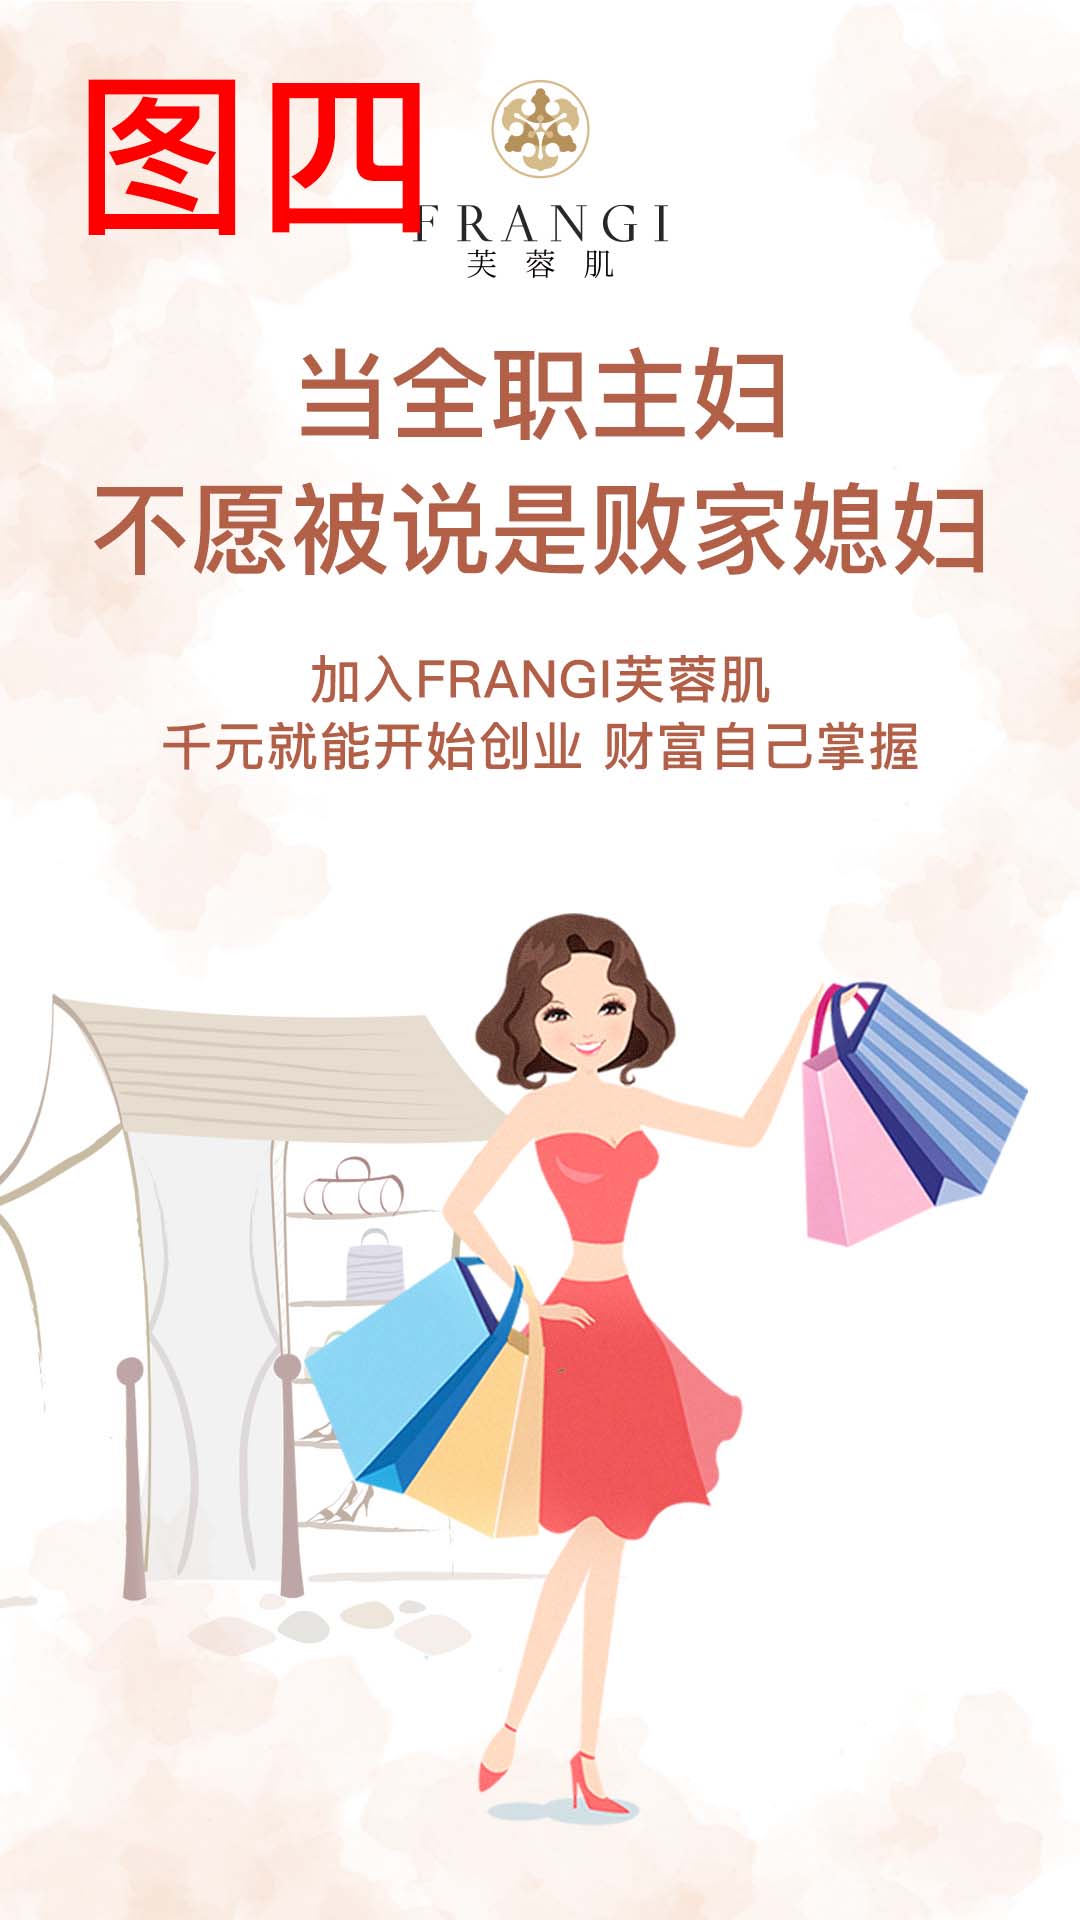 图四
FRANGI
芙蓉肌
当全职主妇
不愿被说是败家媳妇
加入FRANGI芙蓉肌
千元就能开始创业 财富自己掌握